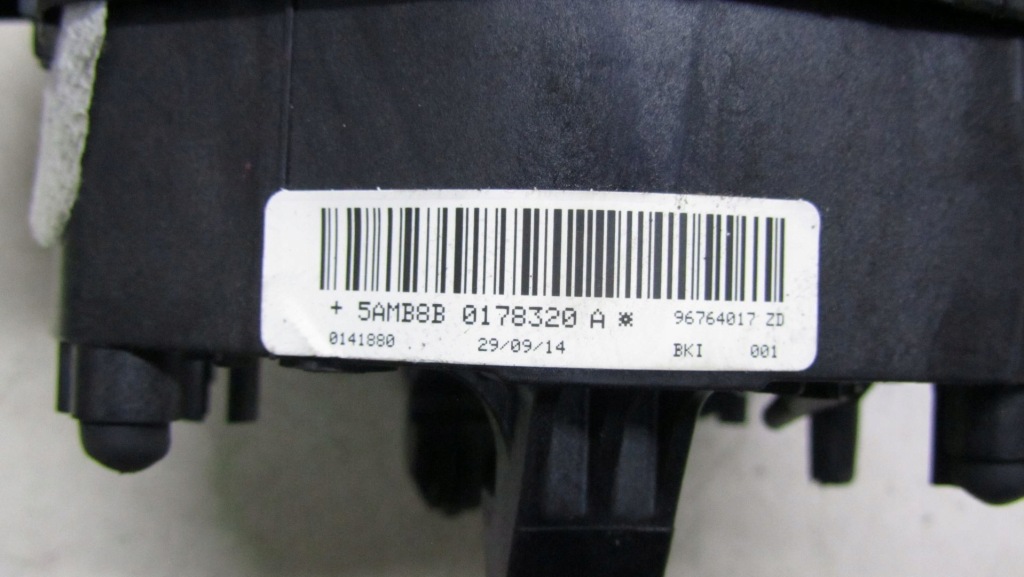 + 5AMB8B 0178320 A ⁕ 96764017 ZD
0141880 29/09/14 BKI 001